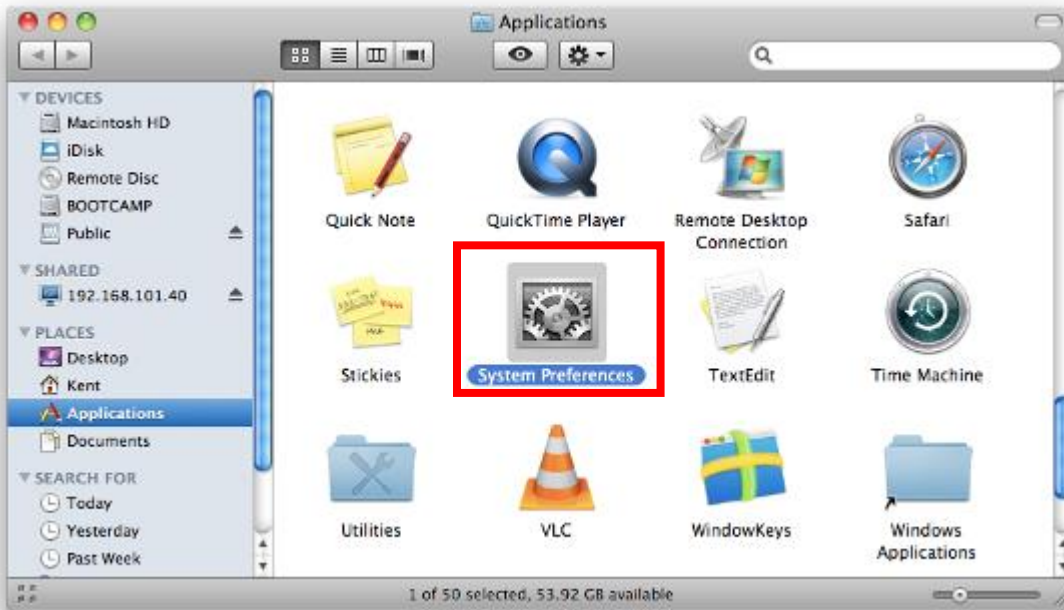 Applications
DEVICES
Macintosh HD
iDisk
Remote Disc
BOOTCAMP
Public
SHARED
192.168.101.40
PLACES
Desktop
Kent
Applications
Documents
SEARCH FOR
Today
Yesterday
Past Week
Quick Note
QuickTime Player
Remote Desktop
Connection
Safari
Stickies
System Preferences
TextEdit
Time Machine
Utilities
VLC
WindowKeys
Windows
Applications
1 of 50 selected, 53.92 GB available